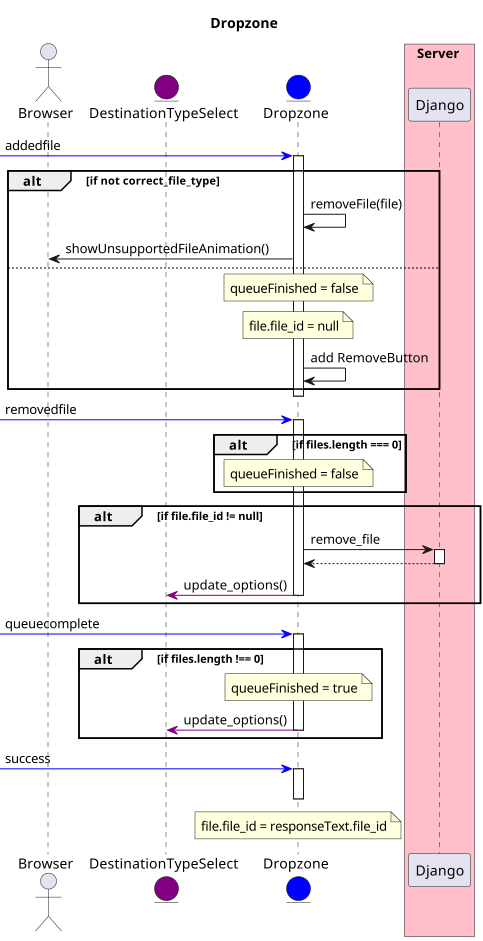 Dropzone
Server
Browser
DestinationTypeSelect
Dropzone
Django
addedfile
alt
[if not correct_file_type]
removeFile(file)
showUnsupportedFileAnimation()
queueFinished = false
file.file_id = null
add RemoveButton
removedfile
alt
[if files.length === 0]
queueFinished = false
alt
[if file.file_id != null]
remove_file
update_options()
queuecomplete
alt
[if files.length !== 0]
queueFinished = true
update_options()
success
file.file_id = responseText.file_id
Browser
DestinationTypeSelect
Dropzone
Django